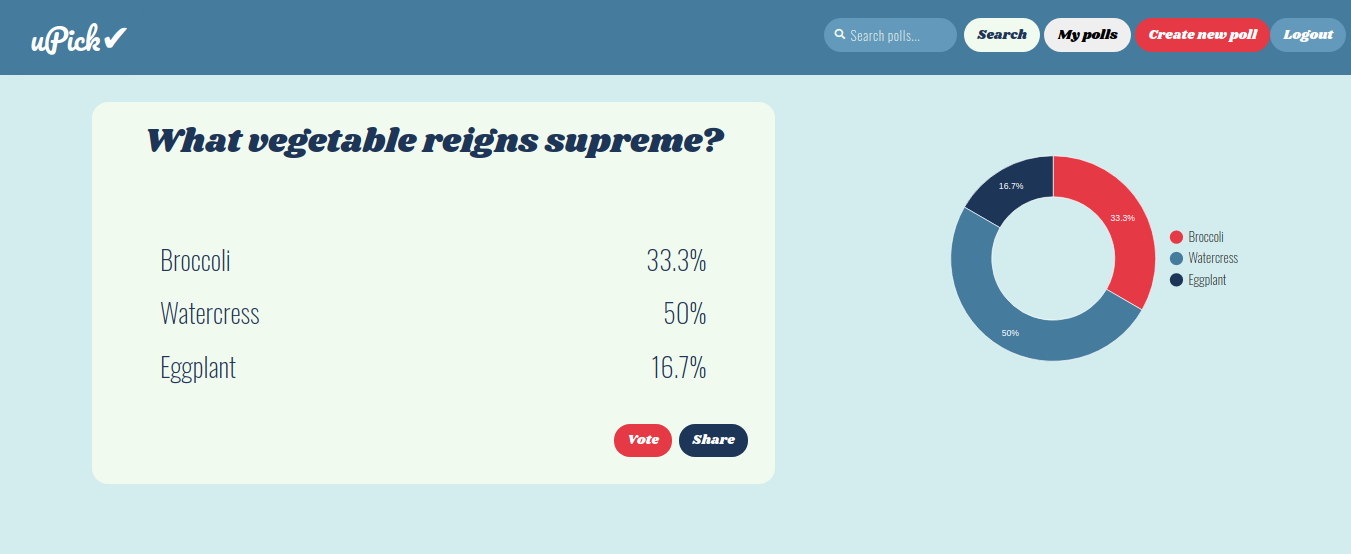 uPick✔
Search polls...
Search
My polls
Create new poll
Logout
What vegetable reigns supreme?
Broccoli 33.3%
Watercress 50%
Eggplant 16.7%
Vote
Share
16.7%
33.3%
50%
Broccoli
Watercress
Eggplant